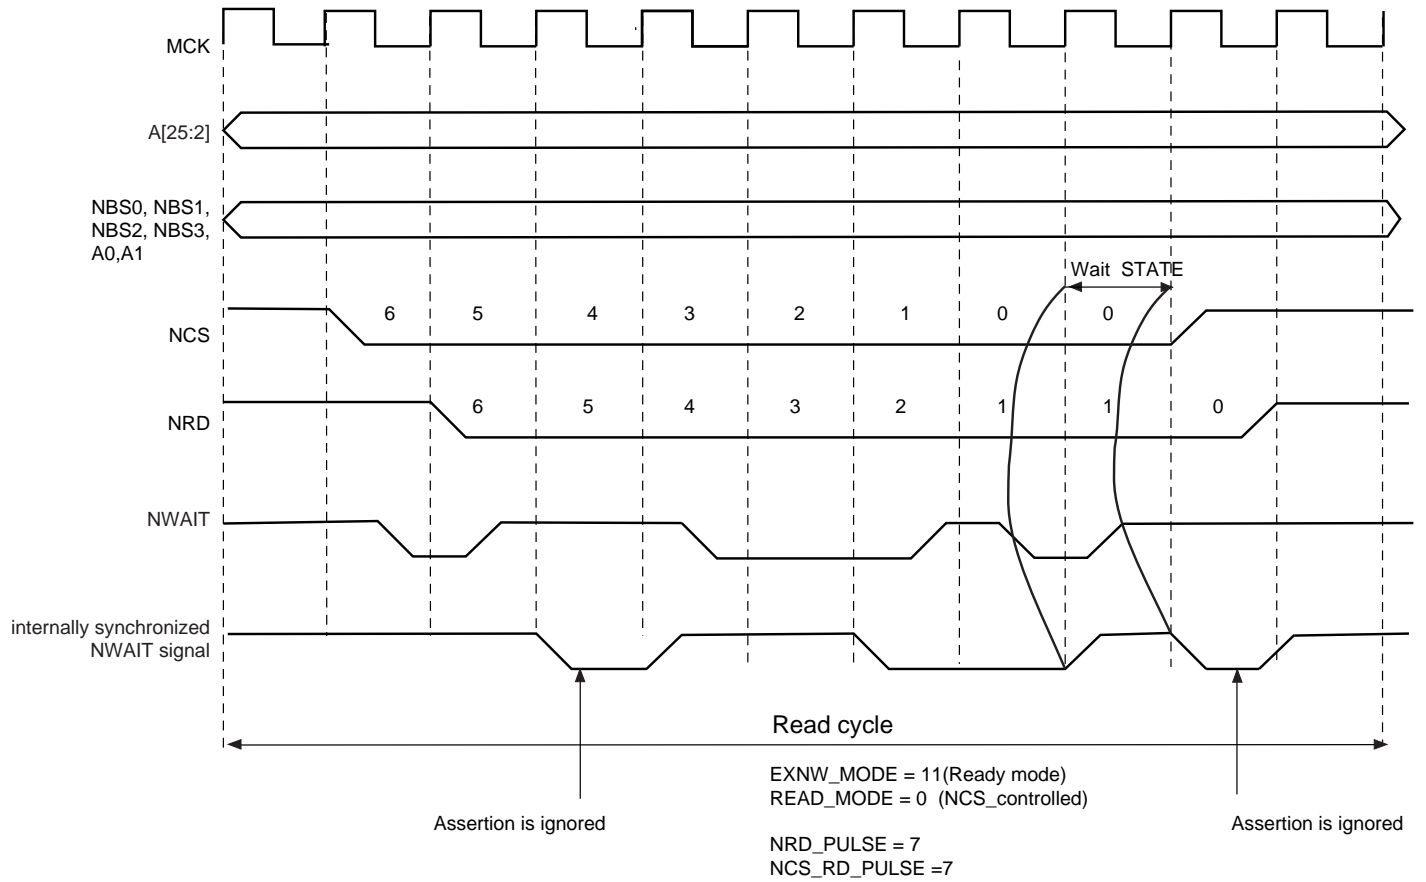 MCK
A[25:2]
NBS0, NBS1,
NBS2, NBS3,
A0,A1
Wait STATE
NCS
6 5 4 3 2 1 0 0
NRD
6 5 4 3 2 1 1 0
NWAIT
internally synchronized
NWAIT signal
Read cycle
EXNW_MODE = 11(Ready mode)
READ_MODE = 0 (NCS_controlled)
Assertion is ignored
Assertion is ignored
NRD_PULSE = 7
NCS_RD_PULSE =7